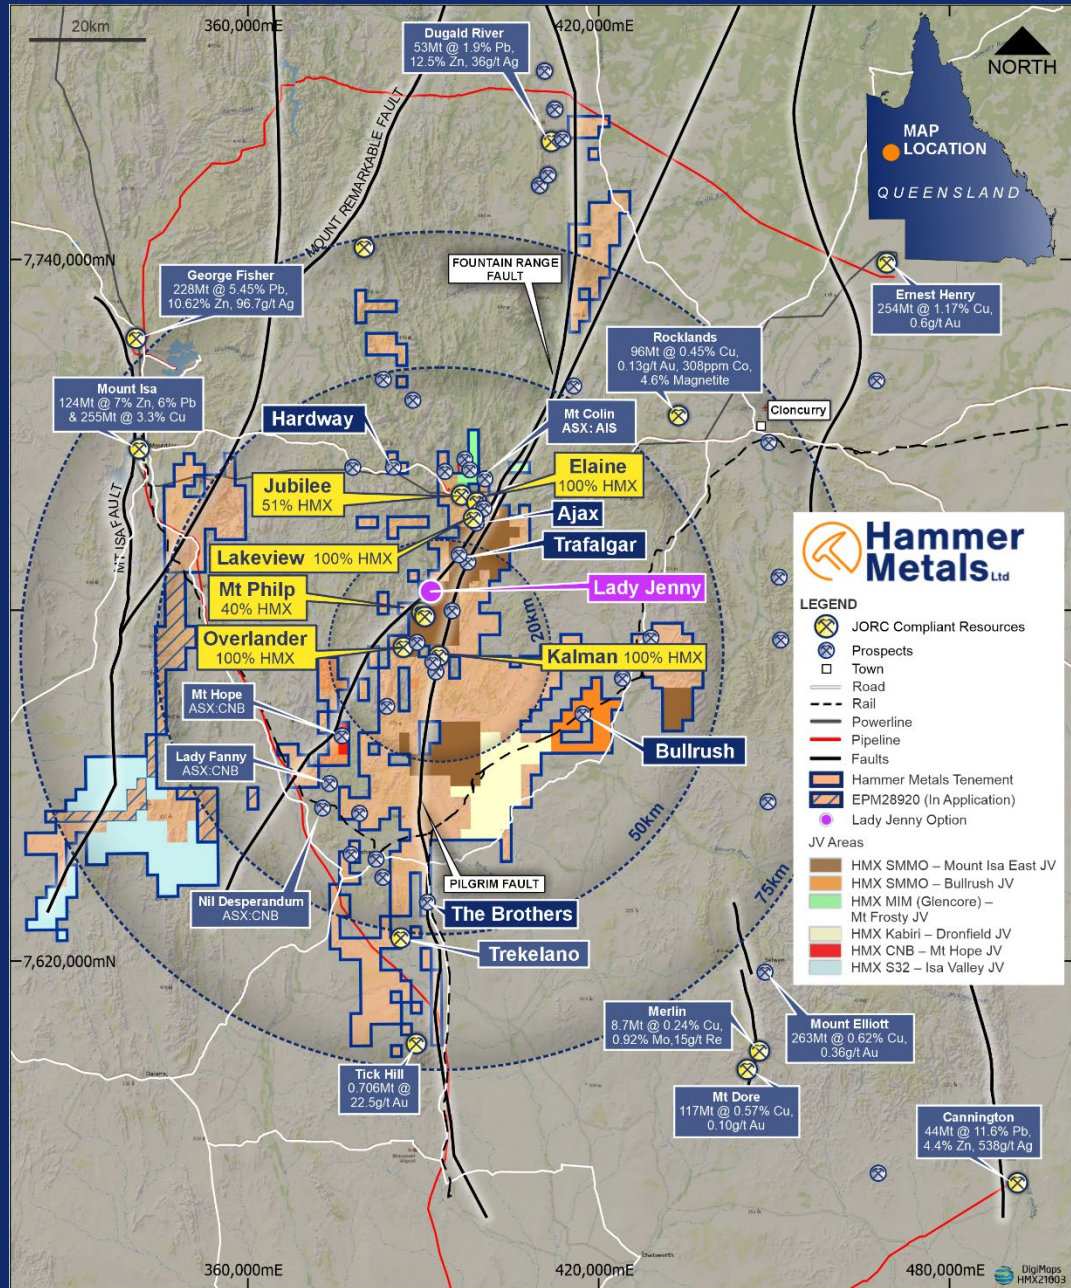 20km
360,000mE
420,000mE
Dugald River
53Mt @ 1.9% Pb,
12.5% Zn, 36g/t Ag
NORTH
MAP
LOCATION
QUEENSLAND
MOUNT REMARKABLE FAULT
7,740,000mN
FOUNTAIN RANGE
FAULT
George Fisher
228Mt @ 5.45% Pb,
10.62% Zn, 96.7g/t Ag
Ernest Henry
254Mt @ 1.17% Cu,
0.6g/t Au
Rocklands
96Mt @ 0.45% Cu,
0.13g/t Au, 308ppm Co,
4.6% Magnetite
Mount Isa
124Mt @ 7% Zn, 6% Pb
& 255Mt @ 3.3% Cu
Hardway
Mt Colin
ASX: AIS
Cloncurry
Jubilee
51% HMX
Elaine
100% HMX
Ajax
MT ISA FAULT
Lakeview 100% HMX
Trafalgar
Mt Philp
40% HMX
Lady Jenny
20km
Overlander
100% HMX
Kalman 100% HMX
Mt Hope
ASX:CNB
Bullrush
Lady Fanny
ASX:CNB
50km
75km
PILGRIM FAULT
Nil Desperandum
ASX:CNB
The Brothers
Trekelano
7,620,000mN
Selwyn
Merlin
8.7Mt @ 0.24% Cu,
0.92% Mo,15g/t Re
Mount Elliott
263Mt @ 0.62% Cu,
0.36g/t Au
Tick Hill
0.706Mt @
22.5g/t Au
Mt Dore
117Mt @ 0.57% Cu,
0.10g/t Au
Cannington
44Mt @ 11.6% Pb,
4.4% Zn, 538g/t Ag
Hammer
Metals Ltd
LEGEND
JORC Compliant Resources
Prospects
Town
Road
Rail
Powerline
Pipeline
Faults
Hammer Metals Tenement
EPM28920 (In Application)
Lady Jenny Option
JV Areas
HMX SMMO – Mount Isa East JV
HMX SMMO – Bullrush JV
HMX MIM (Glencore) –
Mt Frosty JV
HMX Kabiri – Dronfield JV
HMX CNB – Mt Hope JV
HMX S32 – Isa Valley JV
360,000mE
420,000mE
480,000mE
DigiMaps
HMX21003